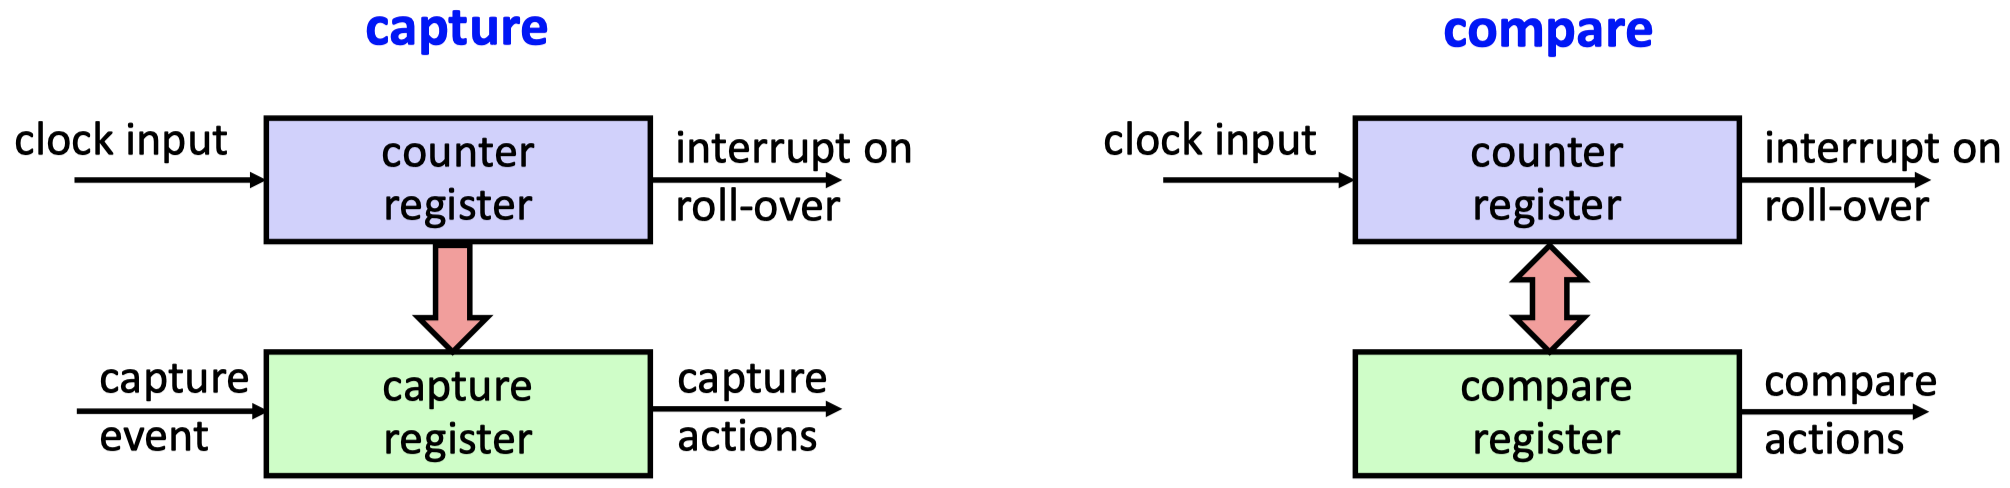 capture
clock input
counter
register
interrupt on
roll-over
capture
event
capture
register
capture
actions
compare
clock input
counter
register
interrupt on
roll-over
compare
register
compare
actions